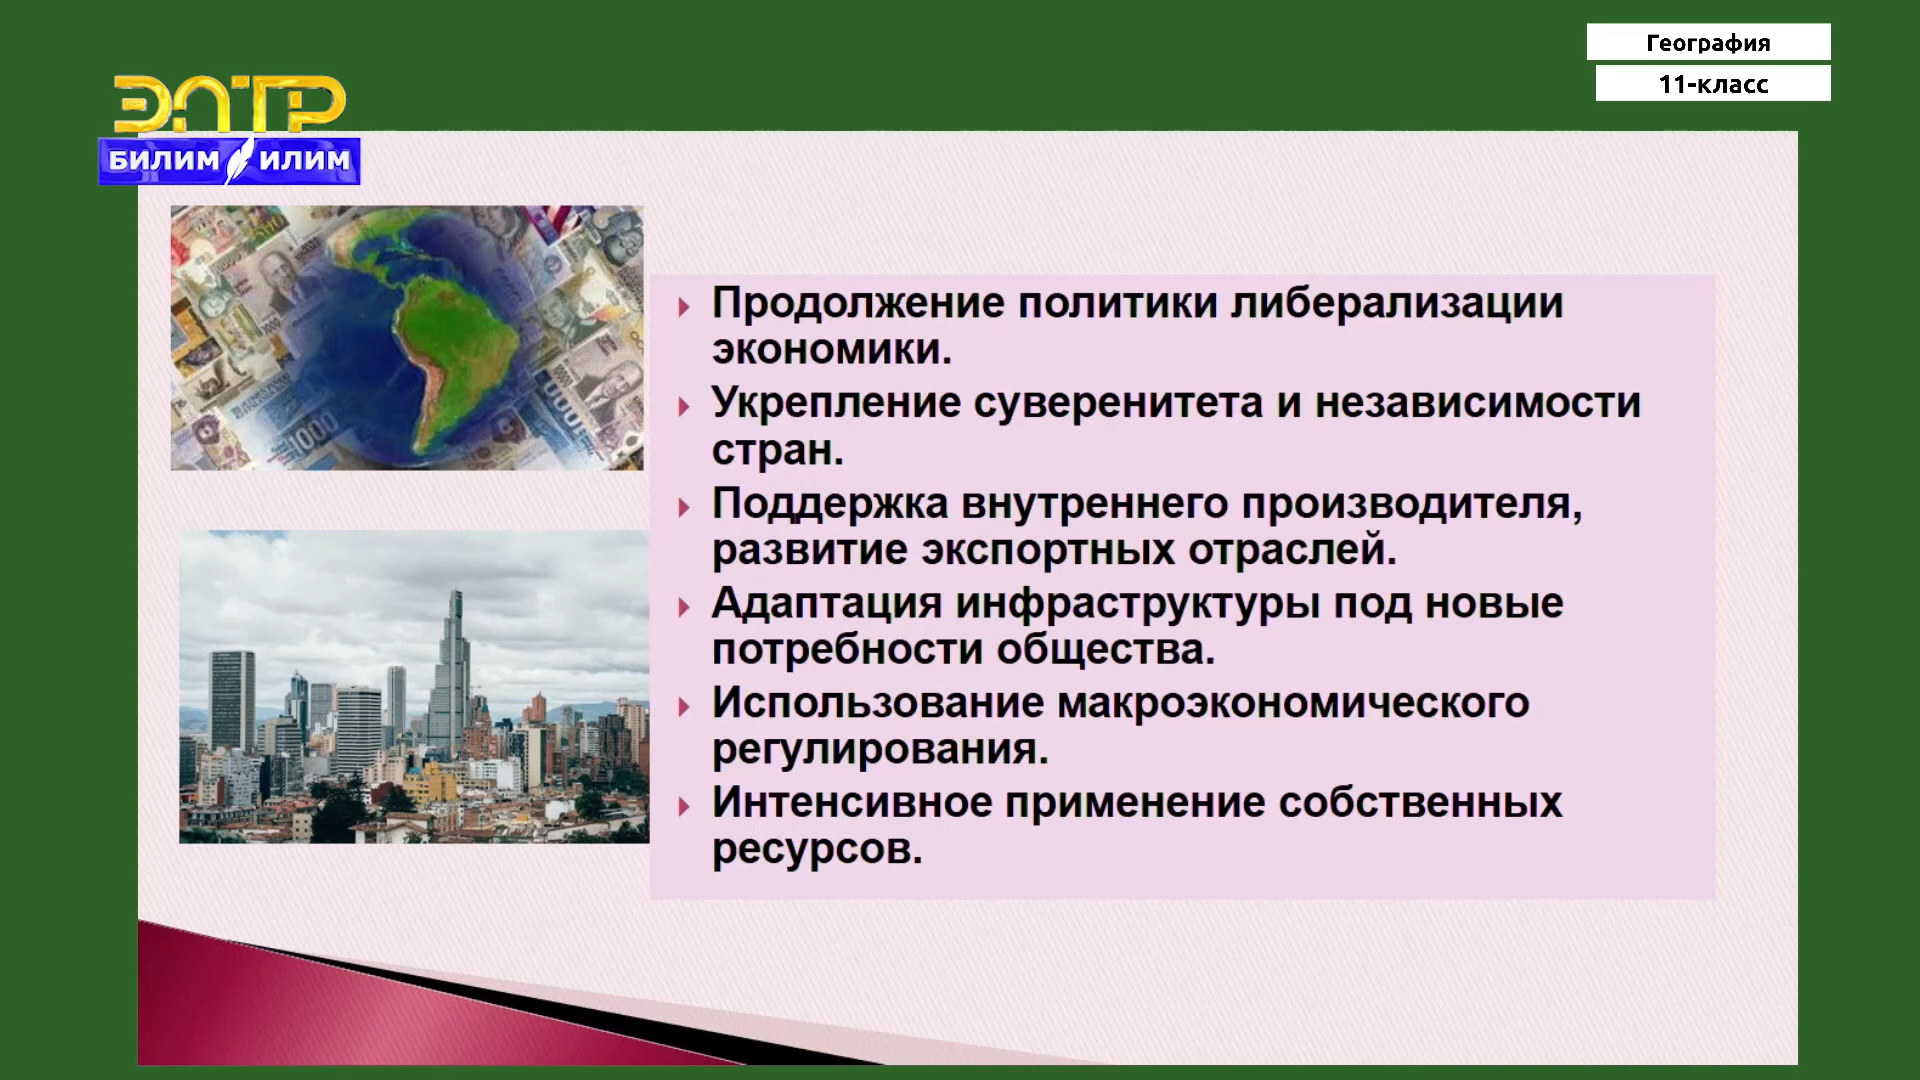 География
11-класс
ЭЛТР
БИЛИМ ИЛИМ
Продолжение политики либерализации
экономики.
Укрепление суверенитета и независимости
стран.
Поддержка внутреннего производителя,
развитие экспортных отраслей.
Адаптация инфраструктуры под новые
потребности общества.
Использование макроэкономического
регулирования.
Интенсивное применение собственных
ресурсов.
1000